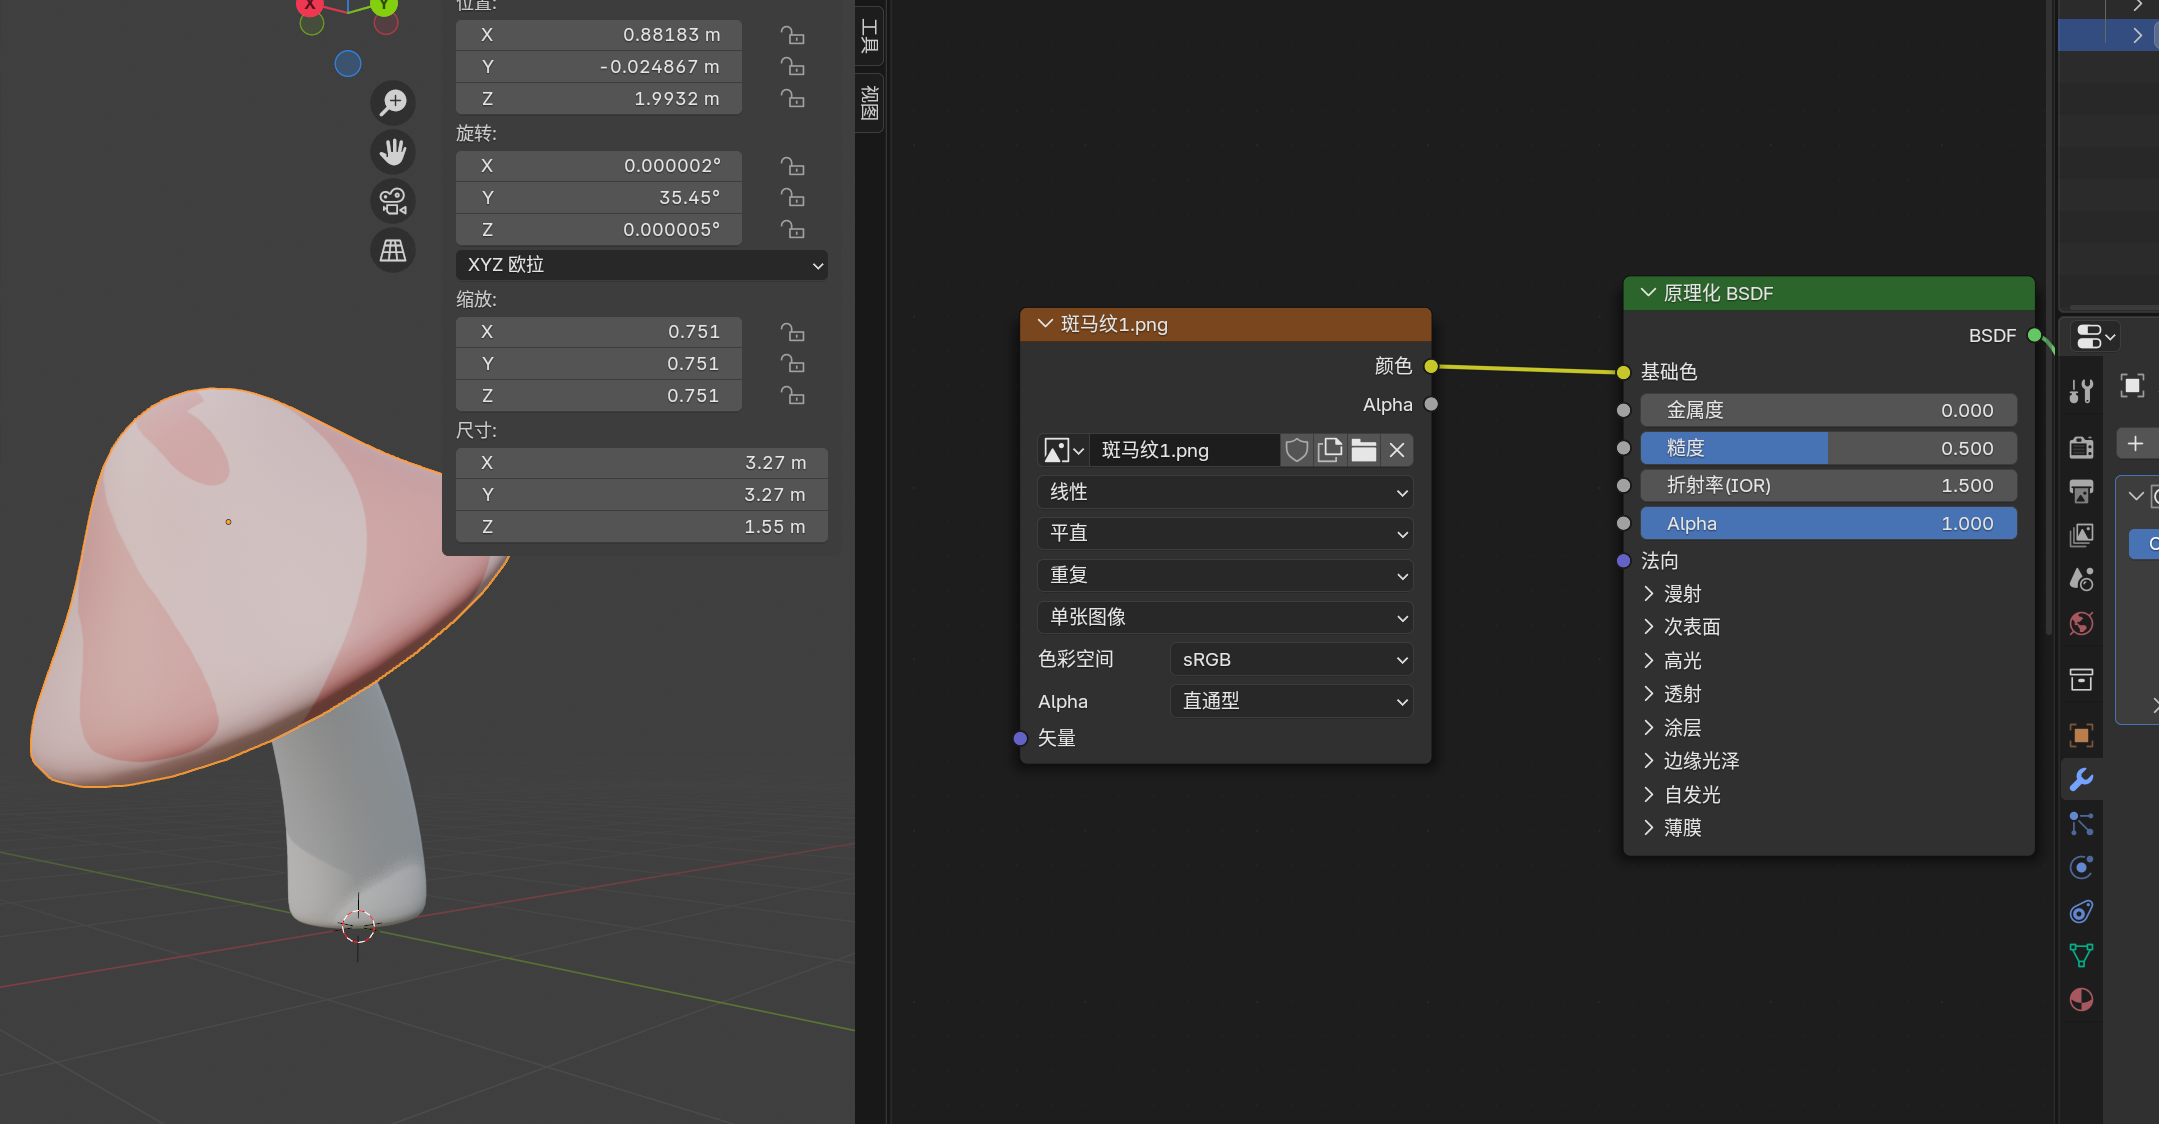 X
Y
位置:
X 0.88183 m
Y -0.024867 m
Z 1.9932 m
旋转:
X 0.000002°
Y 35.45°
Z 0.000005°
XYZ 欧拉
缩放:
X 0.751
Y 0.751
Z 0.751
尺寸:
X 3.27 m
Y 3.27 m
Z 1.55 m
工具
视图
斑马纹1.png
颜色
Alpha
斑马纹1.png
线性
平直
重复
单张图像
色彩空间 sRGB
Alpha 直通型
矢量
原理化 BSDF
BSDF
基础色
金属度 0.000
糙度 0.500
折射率(IOR) 1.500
Alpha 1.000
法向
漫射
次表面
高光
透射
涂层
边缘光泽
自发光
薄膜